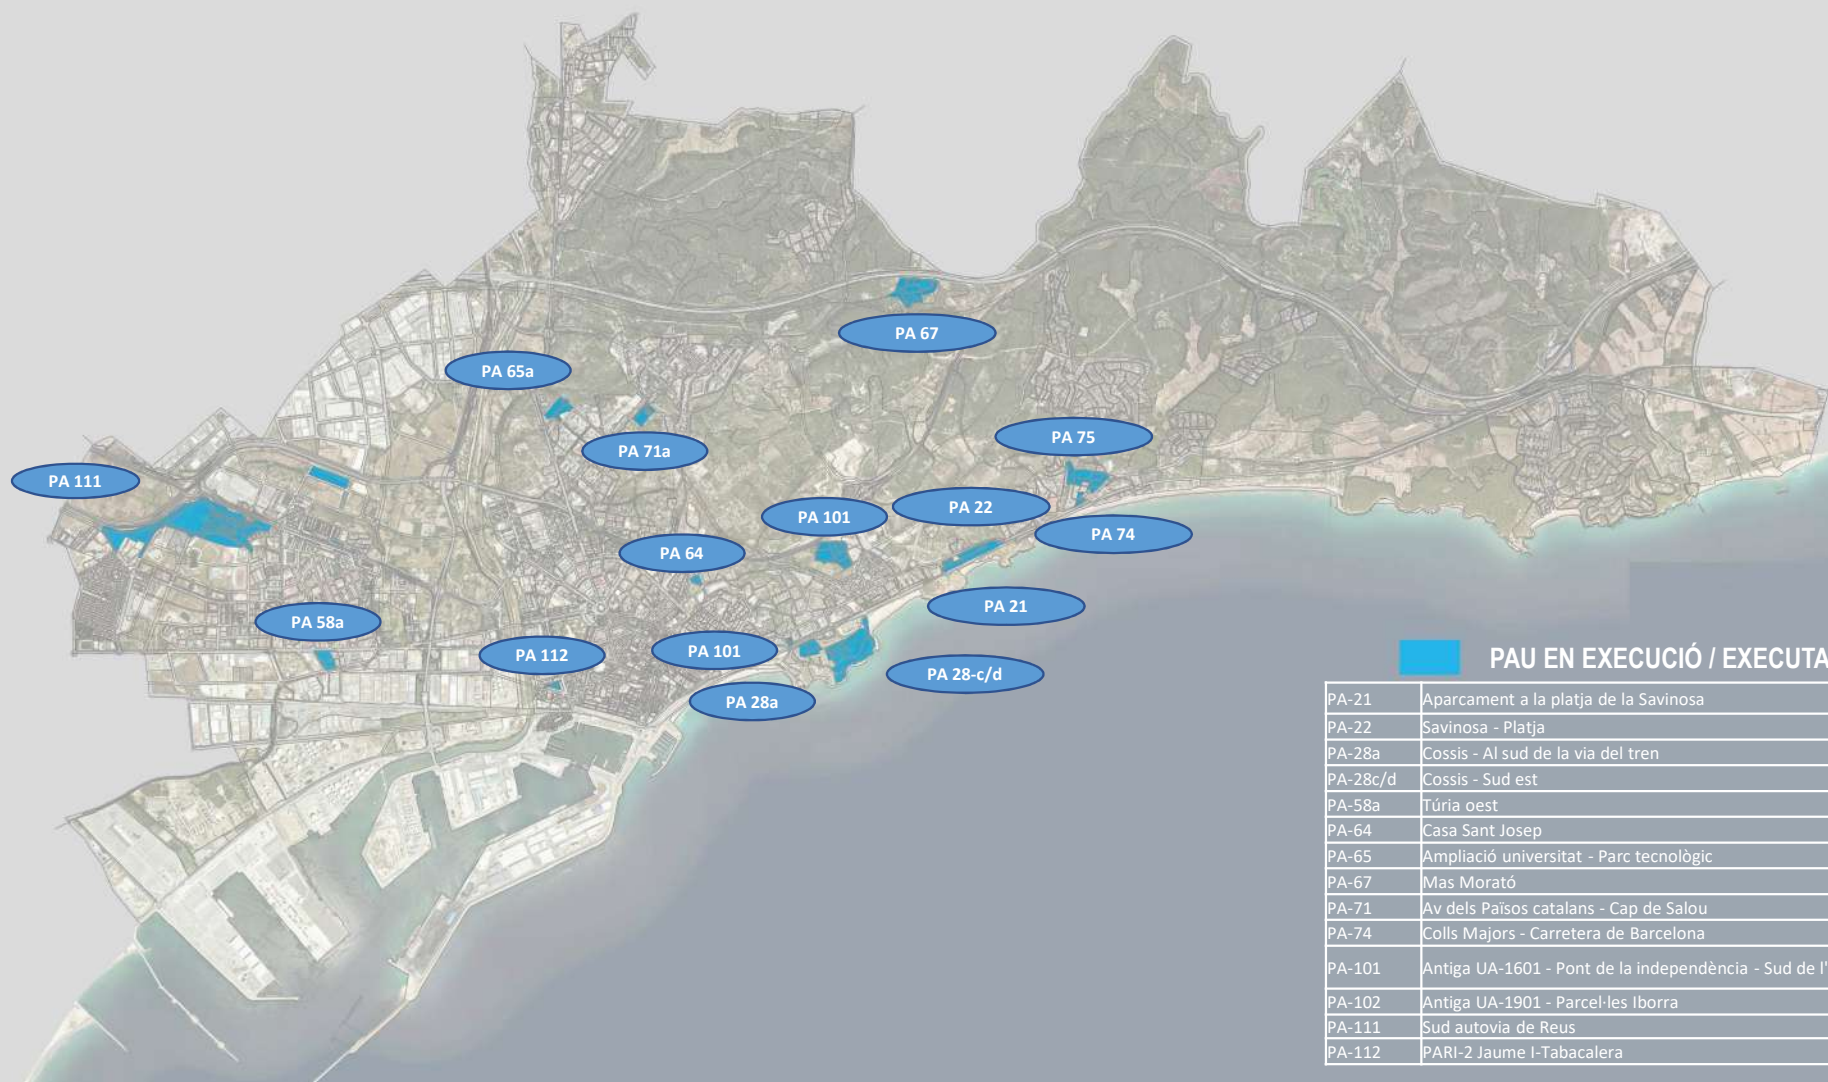 PA 67
PA 65a
PA 75
PA 71a
PA 111
PA 22
PA 101
PA 74
PA 64
PA 21
PA 58a
PA 101
PA 112
PA 28-c/d
PA 28a
PAU EN EXECUCIÓ / EXECUTA
PA-21 Aparcament a la platja de la Savinosa
PA-22 Savinosa - Platja
PA-28a Cossis - Al sud de la via del tren
PA-28c/d Cossis - Sud est
PA-58a Túria oest
PA-64 Casa Sant Josep
PA-65 Ampliació universitat - Parc tecnològic
PA-67 Mas Morató
PA-71 Av dels Països catalans - Cap de Salou
PA-74 Colls Majors - Carretera de Barcelona
PA-101 Antiga UA-1601 - Pont de la independència - Sud de l'
PA-102 Antiga UA-1901 - Parcel·les Iborra
PA-111 Sud autovia de Reus
PA-112 PARI-2 Jaume I-Tabacalera